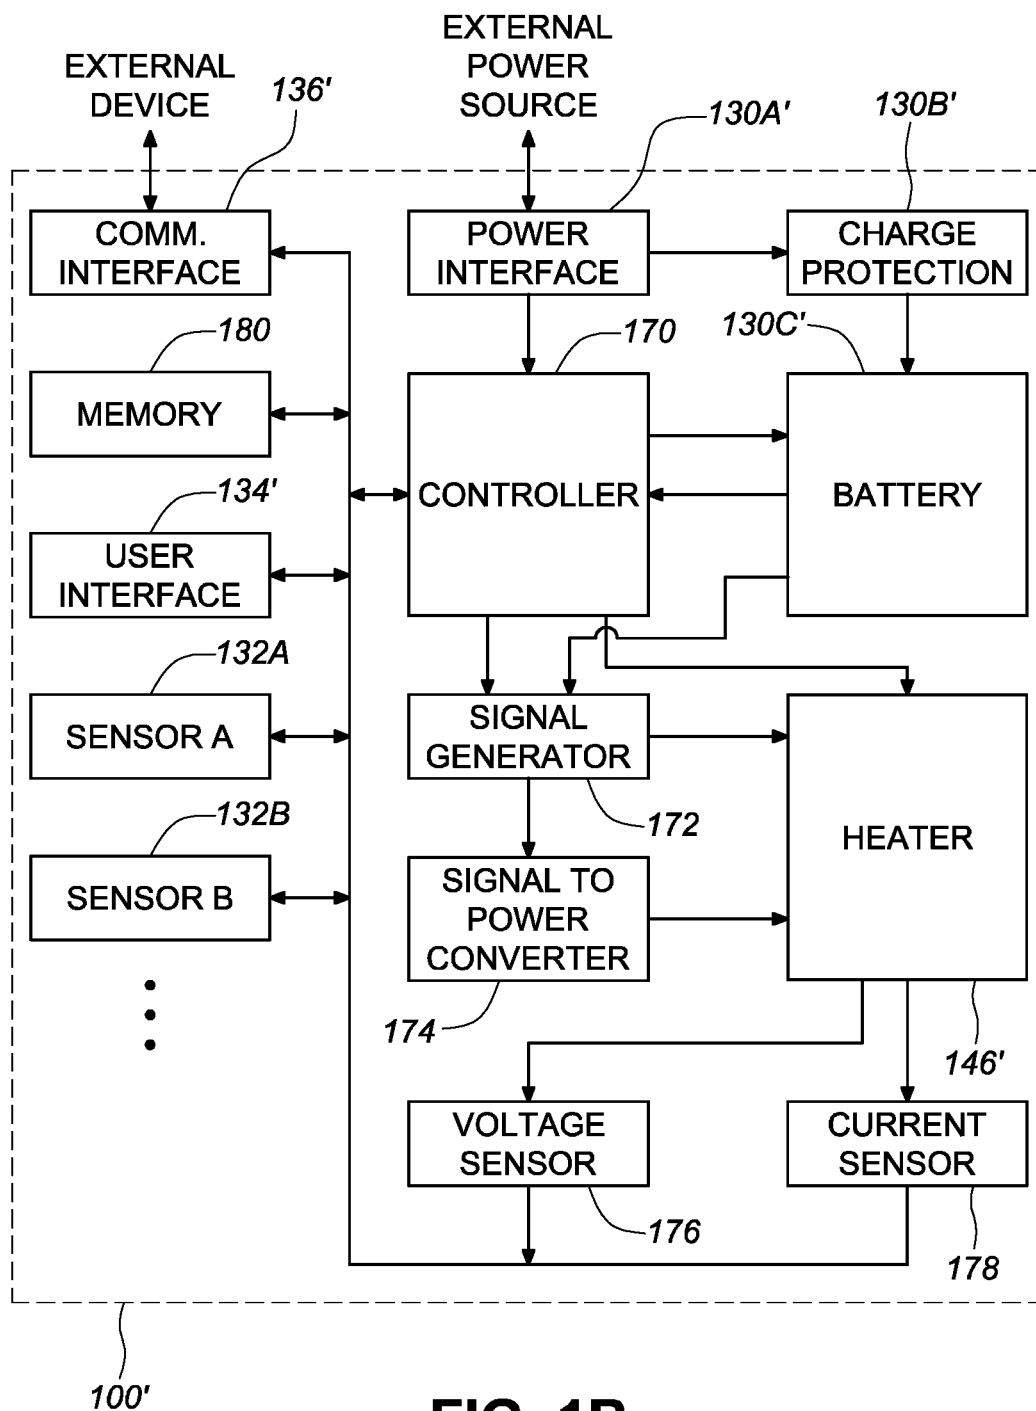 EXTERNAL
DEVICE
136'
EXTERNAL
POWER
SOURCE
130A'
130B'
COMM.
INTERFACE
POWER
INTERFACE
CHARGE
PROTECTION
180
170
130C'
MEMORY
CONTROLLER
BATTERY
134'
USER
INTERFACE
132A
SENSOR A
SIGNAL
GENERATOR
172
HEATER
132B
SENSOR B
SIGNAL TO
POWER
CONVERTER
174
146'
VOLTAGE
SENSOR
CURRENT
SENSOR
176
178
100'
FIG. 1B